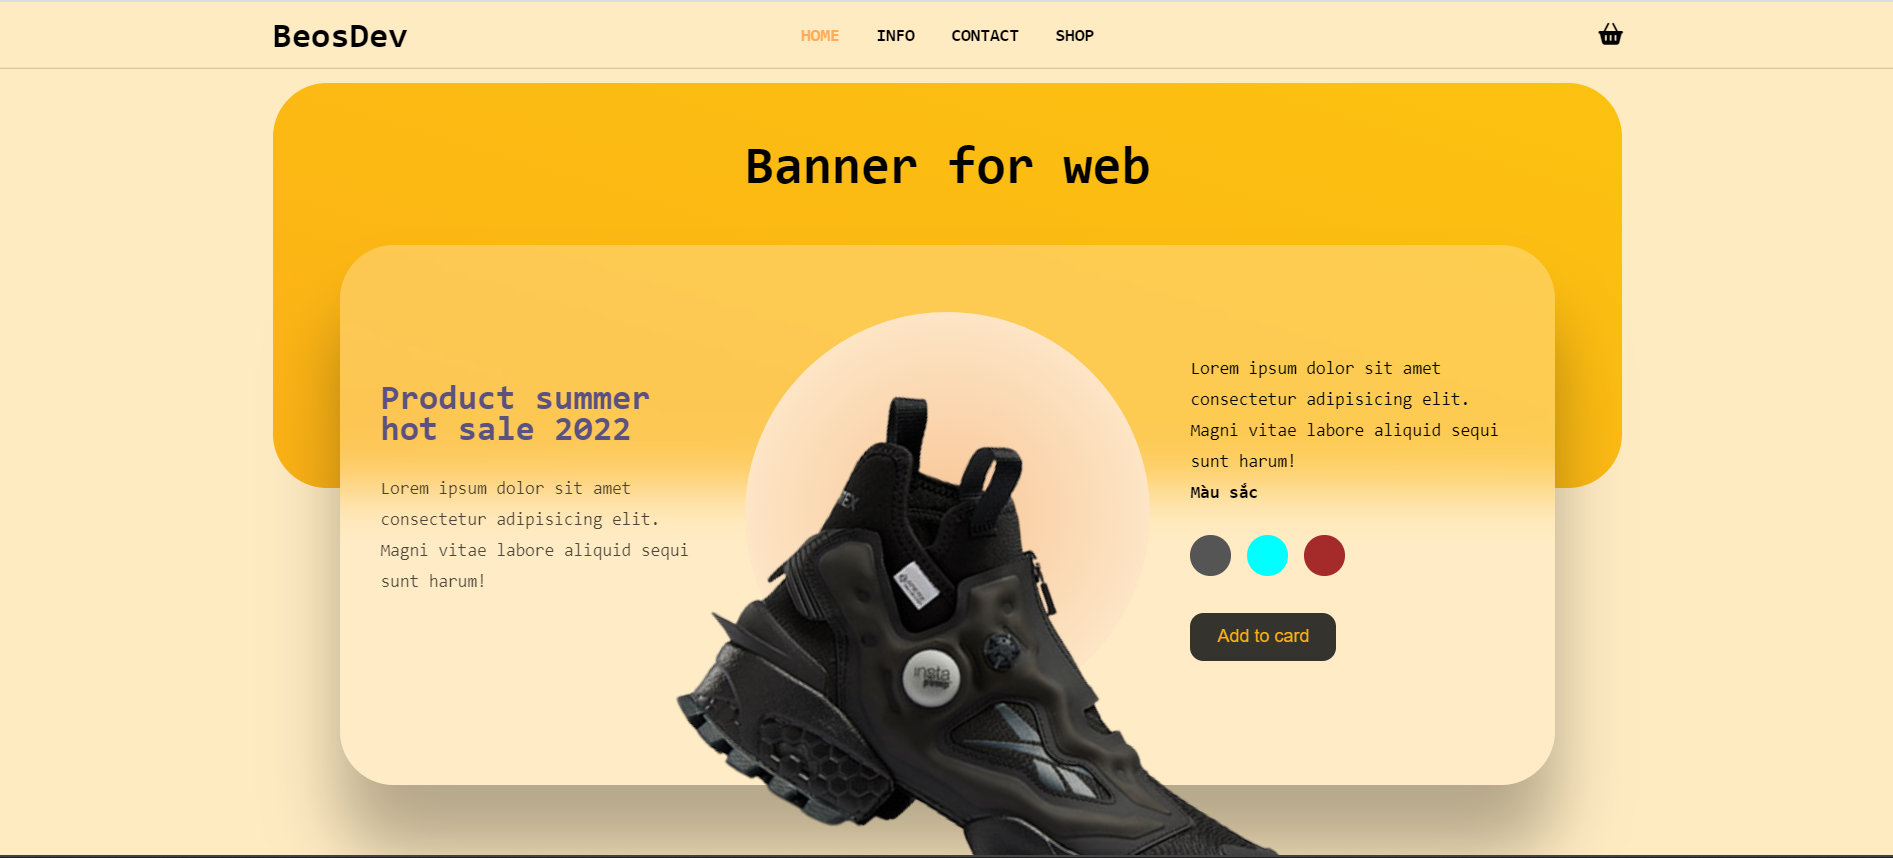 BeosDev
HOME INFO CONTACT SHOP
Banner for web
Product summer
hot sale 2022
Lorem ipsum dolor sit amet
consectetur adipisicing elit.
Magni vitae labore aliquid sequi
sunt harum!
insta
pump
Lorem ipsum dolor sit amet
consectetur adipisicing elit.
Magni vitae labore aliquid sequi
sunt harum!
Màu sắc
Add to card